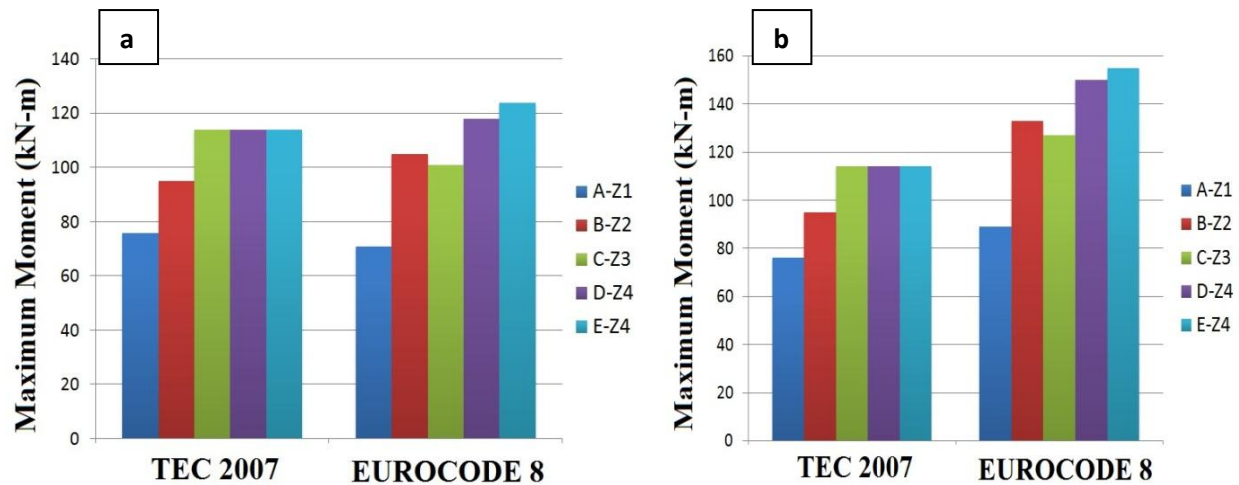 a
Maximum Moment (kN-m)
140
120
100
80
60
40
20
0
TEC 2007
EUROCODE 8
A-Z1
B-Z2
C-Z3
D-Z4
E-Z4
b
Maximum Moment (kN-m)
160
140
120
100
80
60
40
20
0
TEC 2007
EUROCODE 8
A-Z1
B-Z2
C-Z3
D-Z4
E-Z4